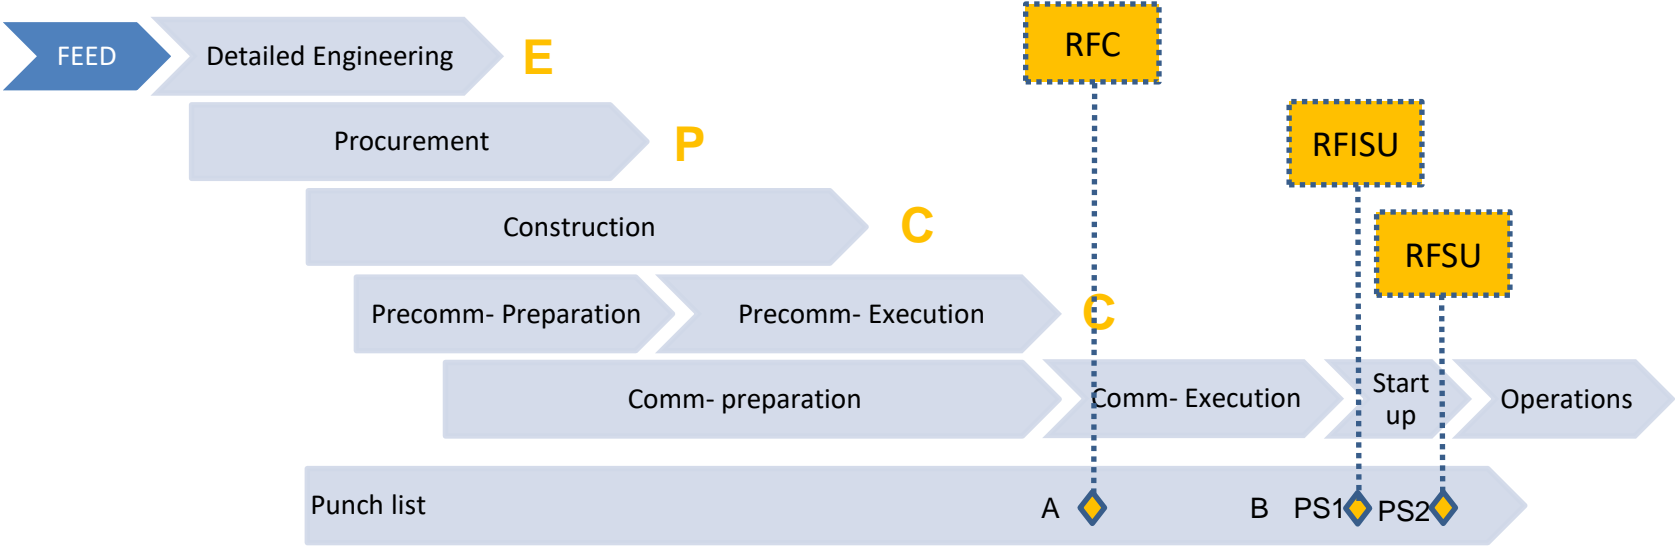 FEED
Detailed Engineering
E
RFC
Procurement
P
RFISU
Construction
C
RFSU
Precomm- Preparation
Precomm- Execution
C
Comm- preparation
Comm- Execution
Start
up
Operations
Punch list
A
B
PS1
PS2